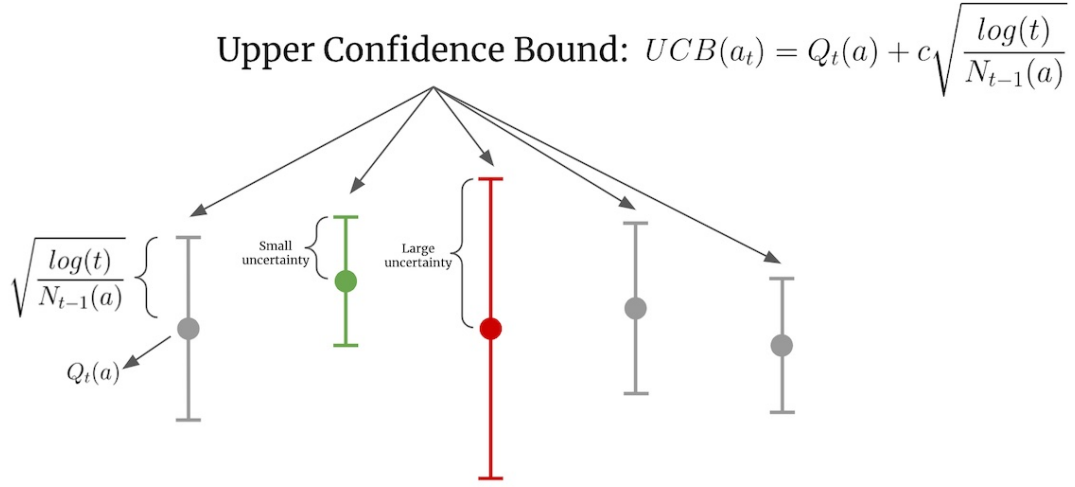 Upper Confidence Bound: UCB(a_t) = Q_t(a) + c√(log(t)/N_{t−1}(a))
Small
uncertainty
Large
uncertainty
√(log(t)/N_{t−1}(a))
Q_t(a)